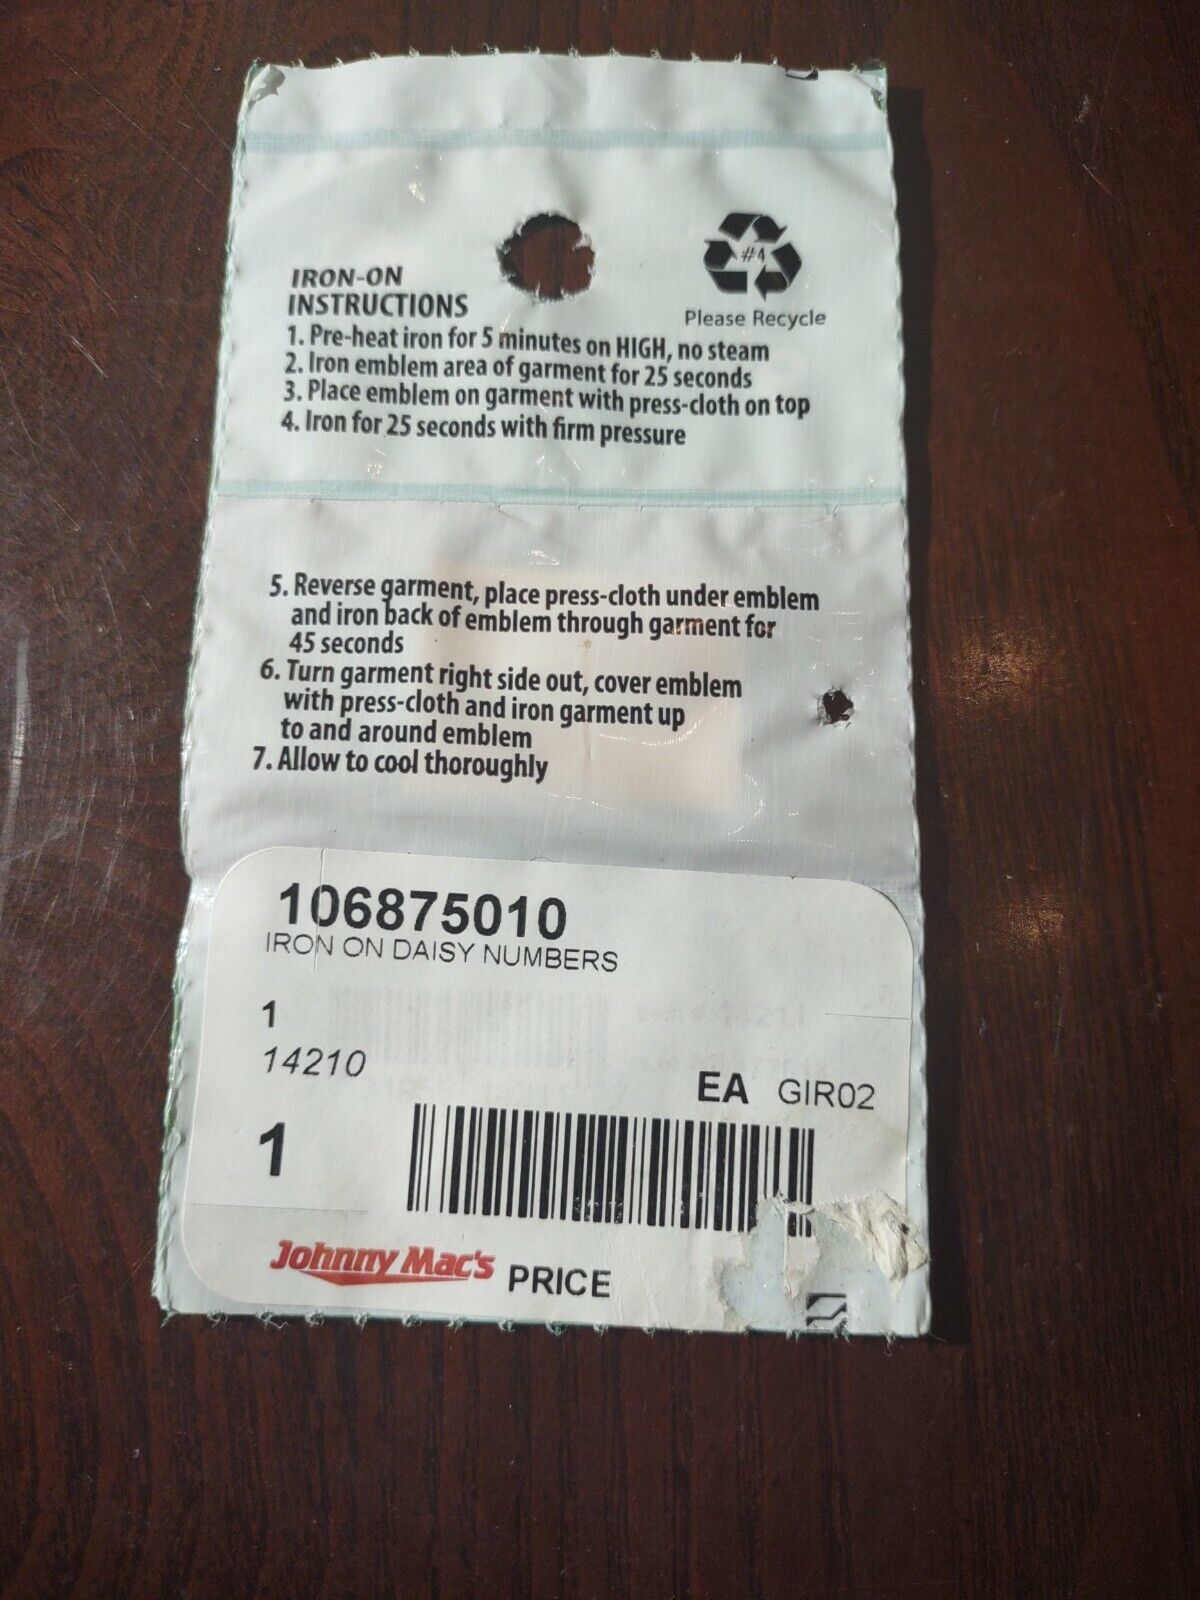 IRON-ON
INSTRUCTIONS
#4
Please Recycle
1. Pre-heat iron for 5 minutes on HIGH, no steam
2. Iron emblem area of garment for 25 seconds
3. Place emblem on garment with press-cloth on top
4. Iron for 25 seconds with firm pressure
5. Reverse garment, place press-cloth under emblem
and iron back of emblem through garment for
45 seconds
6. Turn garment right side out, cover emblem
with press-cloth and iron garment up
to and around emblem
7. Allow to cool thoroughly
106875010
IRON ON DAISY NUMBERS
1
14210
EA GIR02
1
Johnny Mac's PRICE